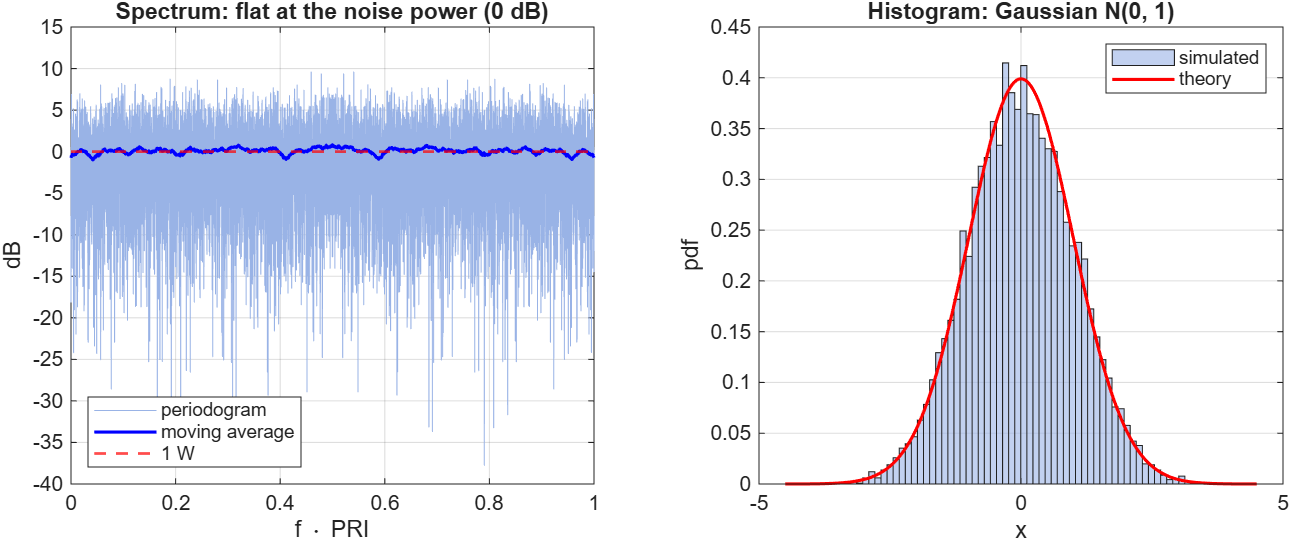 Spectrum: flat at the noise power (0 dB)
15
10
5
0
-5
-10
-15
-20
-25
-30
-35
-40
dB
periodogram
moving average
1 W
0
0.2
0.4
0.6
0.8
1
f · PRI
Histogram: Gaussian N(0, 1)
0.45
0.4
0.35
0.3
0.25
0.2
0.15
0.1
0.05
0
pdf
simulated
theory
-5
0
5
x